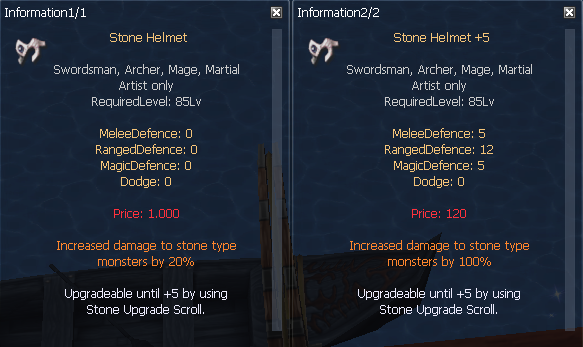 Information1/1
Stone Helmet
Swordsman, Archer, Mage, Martial
Artist only
RequiredLevel: 85Lv
MeleeDefence: 0
RangedDefence: 0
MagicDefence: 0
Dodge: 0
Price: 1.000
Increased damage to stone type
monsters by 20%
Upgradeable until +5 by using
Stone Upgrade Scroll.
Information2/2
Stone Helmet +5
Swordsman, Archer, Mage, Martial
Artist only
RequiredLevel: 85Lv
MeleeDefence: 5
RangedDefence: 12
MagicDefence: 5
Dodge: 0
Price: 120
Increased damage to stone type
monsters by 100%
Upgradeable until +5 by using
Stone Upgrade Scroll.